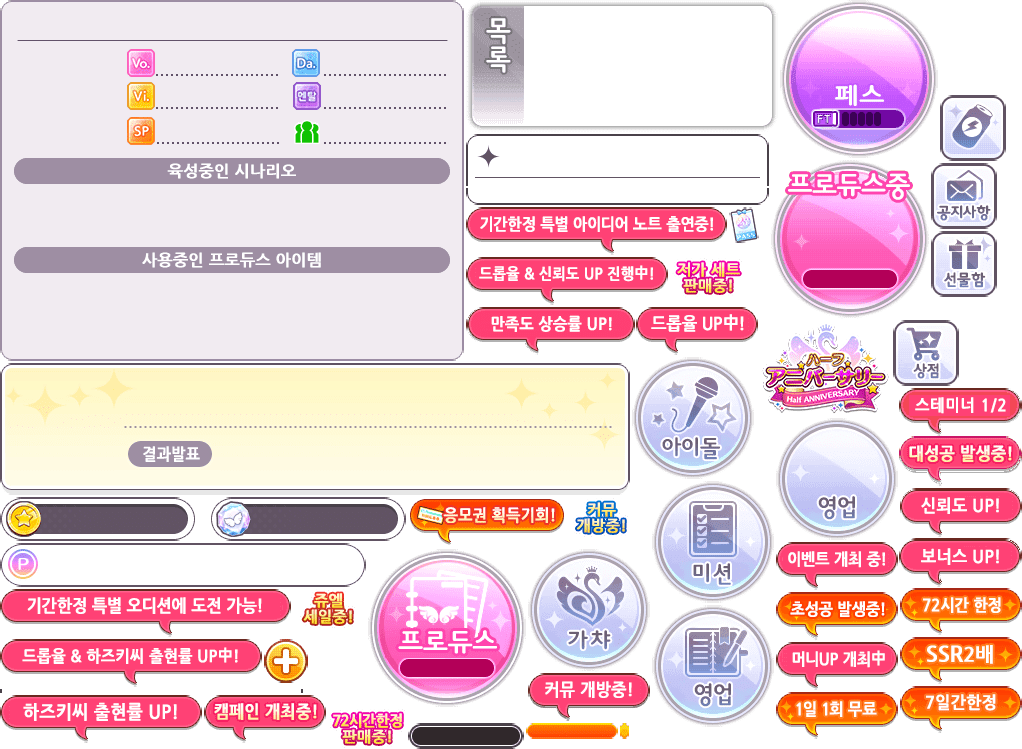 Vo.
Da.
Vi.
멘탈
SP
육성중인 시나리오
사용중인 프로듀스 아이템
목록
페스
FT
프로듀스중
공지사항
선물함
기간한정 특별 아이디어 노트 출연중!
PASS
드롭율 & 신뢰도 UP 진행中!
저가 세트
판매중!
만족도 상승률 UP!
드롭율 UP中!
ハーフ
アニバーサリー
Half ANNIVERSARY
상점
결과발표
아이돌
스테미너 1/2
대성공 발생중!
영업
신뢰도 UP!
응모권 획득기회!
커뮤
개방중!
미션
이벤트 개최 중!
보너스 UP!
P
기간한정 특별 오디션에 도전 가능!
쥬엘
세일중!
프로듀스
가챠
초성공 발생중!
72시간 한정
드롭율 & 하즈키씨 출현률 UP中!
영업
머니UP 개최中
SSR2배
커뮤 개방중!
하즈키씨 출현률 UP!
캠페인 개최중!
72시간한정
판매중!
1일 1회 무료
7일간한정